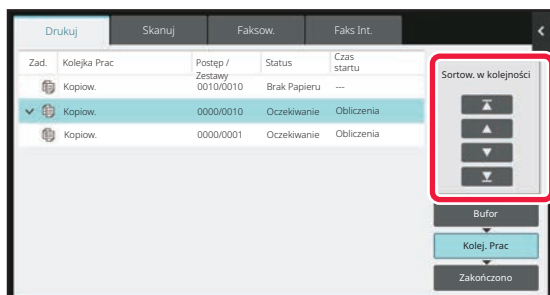 Drukuj Skanuj Faksow. Faks Int.
Zad. Kolejka Prac Postęp / Zestawy Status Czas startu
Kopiow. 0010/0010 Brak Papieru ---
Kopiow. 0000/0010 Oczekiwanie Obliczenia
Kopiow. 0000/0001 Oczekiwanie Obliczenia
Sortow. w kolejności
Bufor
Kolej. Prac
Zakończono